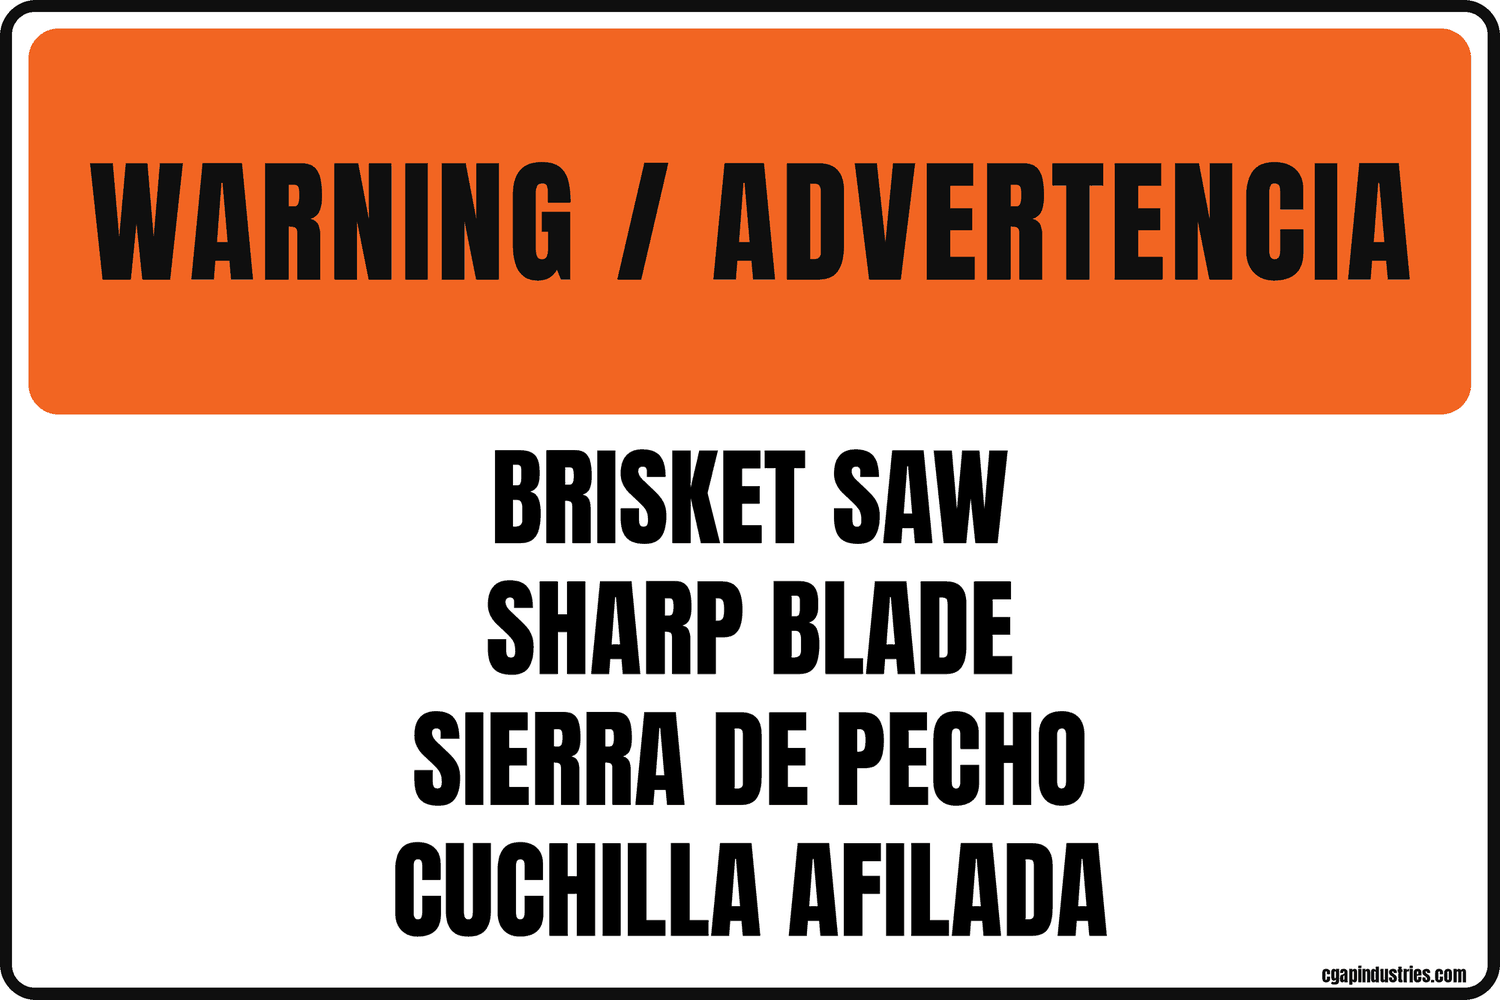 WARNING / ADVERTENCIA
BRISKET SAW
SHARP BLADE
SIERRA DE PECHO
CUCHILLA AFILADA
cgapindustries.com